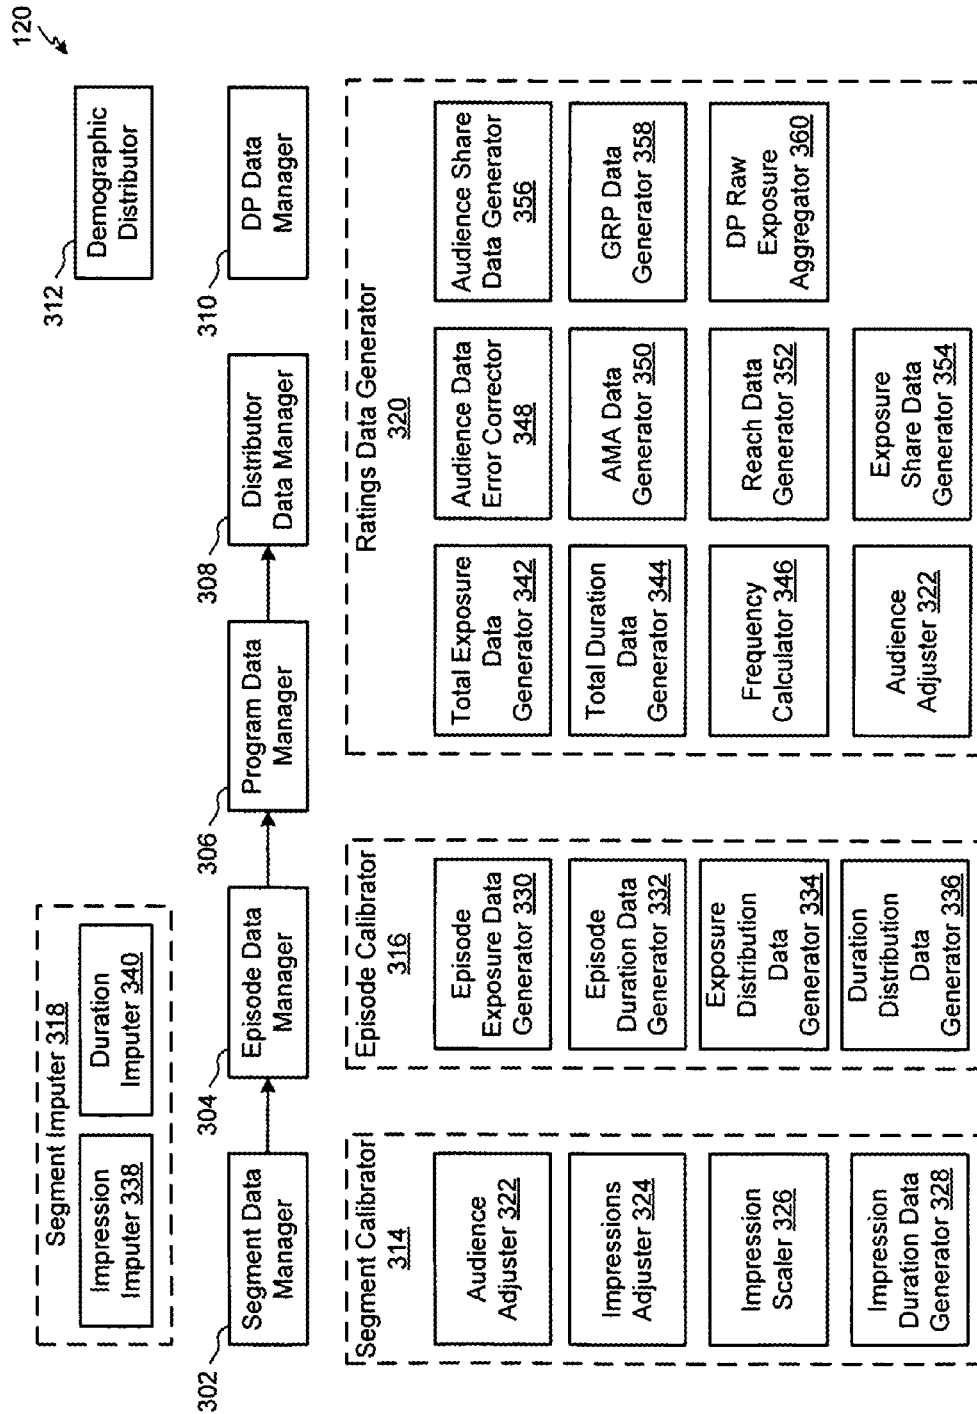 120
312
Demographic
Distributor
Segment Imputer 318
Impression
Imputer 338
Duration
Imputer 340
302
Segment Data
Manager
304
Episode Data
Manager
306
Program Data
Manager
308
Distributor
Data Manager
310
DP Data
Manager
Segment Calibrator
314
Audience
Adjuster 322
Impressions
Adjuster 324
Impression
Scaler 326
Impression
Duration Data
Generator 328
Episode Calibrator
316
Episode
Exposure Data
Generator 330
Episode
Duration Data
Generator 332
Exposure
Distribution
Data
Generator 334
Duration
Distribution
Data
Generator 336
Ratings Data Generator
320
Total Exposure
Data
Generator 342
Total Duration
Data
Generator 344
Frequency
Calculator 346
Audience
Adjuster 322
Audience Data
Error Corrector
348
AMA Data
Generator 350
Reach Data
Generator 352
Exposure
Share Data
Generator 354
Audience Share
Data Generator
356
GRP Data
Generator 358
DP Raw
Exposure
Aggregator 360